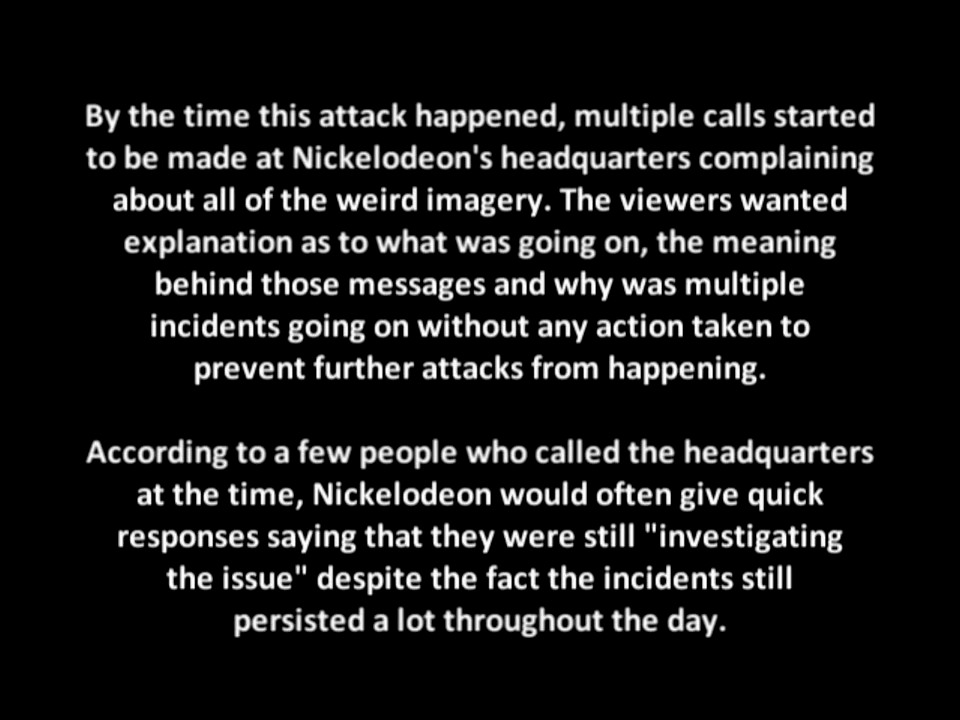 By the time this attack happened, multiple calls started
to be made at Nickelodeon's headquarters complaining
about all of the weird imagery. The viewers wanted
explanation as to what was going on, the meaning
behind those messages and why was multiple
incidents going on without any action taken to
prevent further attacks from happening.
According to a few people who called the headquarters
at the time, Nickelodeon would often give quick
responses saying that they were still "investigating
the issue" despite the fact the incidents still
persisted a lot throughout the day.